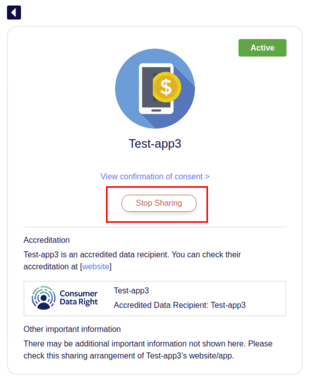 Active
$
Test-app3
View confirmation of consent >
Stop Sharing
Accreditation
Test-app3 is an accredited data recipient. You can check their
accreditation at [website]
Consumer
Data Right
Test-app3
Accredited Data Recipient: Test-app3
Other important information
There may be additional important information not shown here. Please
check this sharing arrangement of Test-app3's website/app.